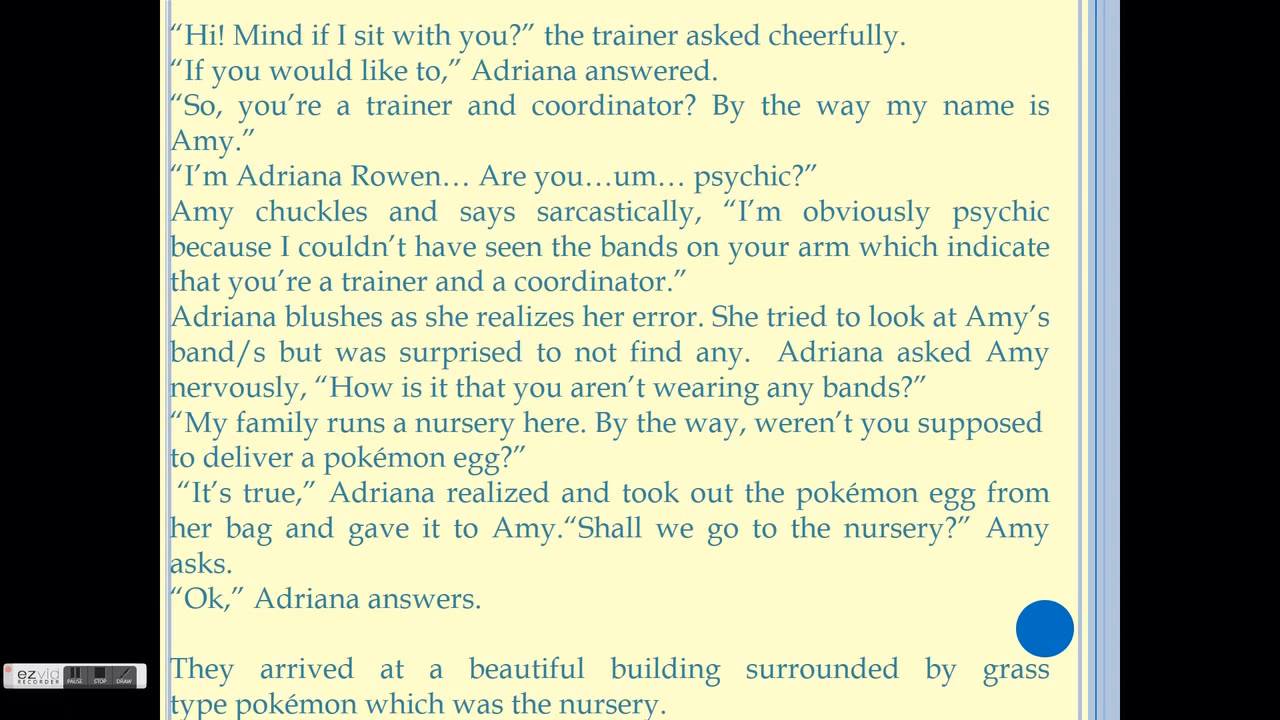 “Hi! Mind if I sit with you?” the trainer asked cheerfully.
“If you would like to,” Adriana answered.
“So, you’re a trainer and coordinator? By the way my name is
Amy.”
“I’m Adriana Rowen… Are you…um… psychic?”
Amy chuckles and says sarcastically, “I’m obviously psychic
because I couldn’t have seen the bands on your arm which indicate
that you’re a trainer and a coordinator.”
Adriana blushes as she realizes her error. She tried to look at Amy’s
band/s but was surprised to not find any.  Adriana asked Amy
nervously, “How is it that you aren’t wearing any bands?”
“My family runs a nursery here. By the way, weren’t you supposed
to deliver a pokémon egg?”
“It’s true,” Adriana realized and took out the pokémon egg from
her bag and gave it to Amy.“Shall we go to the nursery?” Amy
asks.
“Ok,” Adriana answers.
They arrived at a beautiful building surrounded by grass
type pokémon which was the nursery.
ezvid
RECORDER
PAUSE STOP DRAW